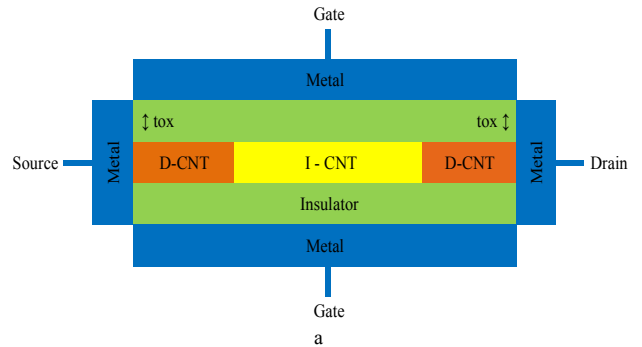 Gate
Metal
↕ tox tox ↕
Source Metal D-CNT I - CNT D-CNT Metal Drain
Insulator
Metal
Gate
a